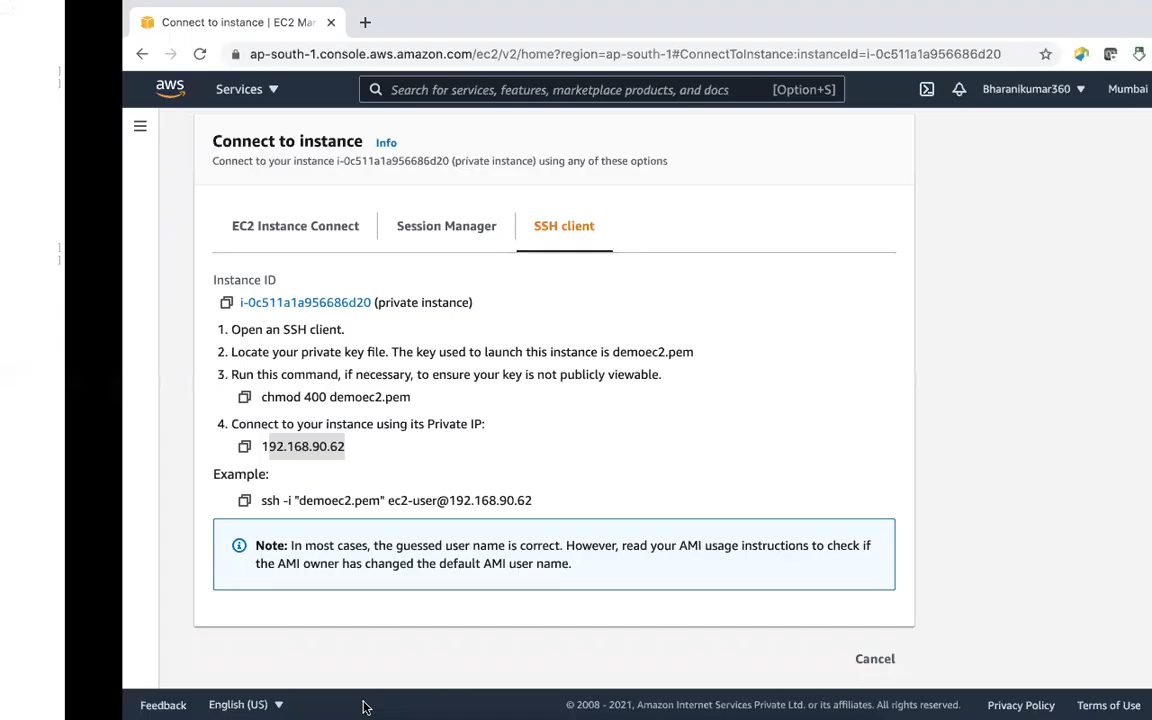 Connect to instance | EC2 Mar
ap-south-1.console.aws.amazon.com/ec2/v2/home?region=ap-south-1#ConnectToInstance:instanceId=i-0c511a1a956686d20
aws Services Search for services, features, marketplace products, and docs [Option+S] Bharanikumar360 Mumbai
Connect to instance Info
Connect to your instance i-0c511a1a956686d20 (private instance) using any of these options
EC2 Instance Connect Session Manager SSH client
Instance ID
i-0c511a1a956686d20 (private instance)
1. Open an SSH client.
2. Locate your private key file. The key used to launch this instance is demoec2.pem
3. Run this command, if necessary, to ensure your key is not publicly viewable.
chmod 400 demoec2.pem
4. Connect to your instance using its Private IP:
192.168.90.62
Example:
ssh -i "demoec2.pem" ec2-user@192.168.90.62
Note: In most cases, the guessed user name is correct. However, read your AMI usage instructions to check if
the AMI owner has changed the default AMI user name.
Cancel
Feedback English (US) © 2008 - 2021, Amazon Internet Services Private Ltd. or its affiliates. All rights reserved. Privacy Policy Terms of Use